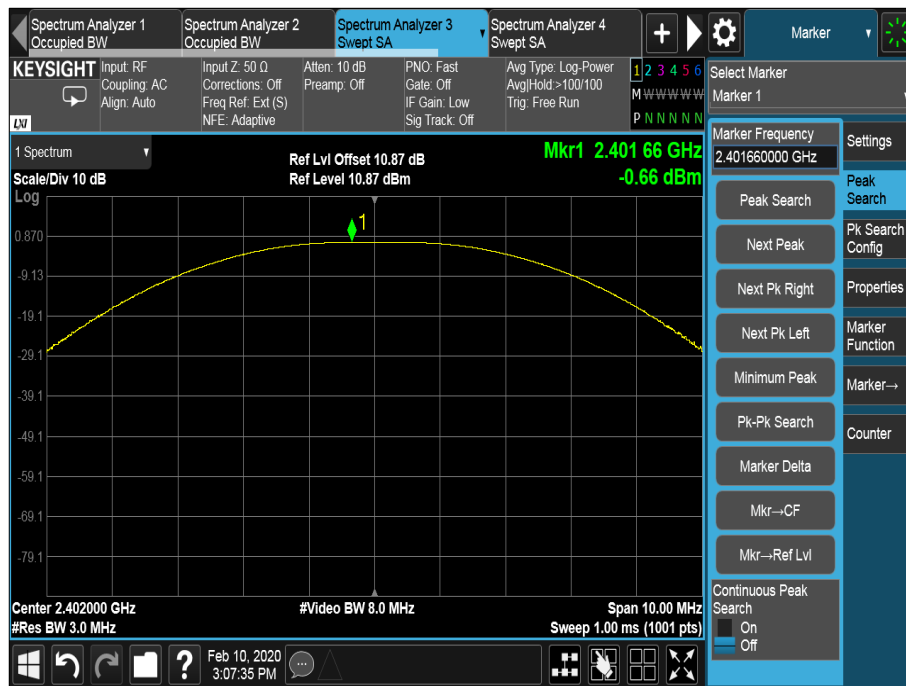 Spectrum Analyzer 1
Occupied BW
Spectrum Analyzer 2
Occupied BW
Spectrum Analyzer 3
Swept SA
Spectrum Analyzer 4
Swept SA
+
Marker
KEYSIGHT
LXI
Input: RF
Coupling: AC
Align: Auto
Input Z: 50 Ω
Corrections: Off
Freq Ref: Ext (S)
NFE: Adaptive
Atten: 10 dB
Preamp: Off
PNO: Fast
Gate: Off
IF Gain: Low
Sig Track: Off
Avg Type: Log-Power
Avg|Hold:>100/100
Trig: Free Run
1 2 3 4 5 6
M W W W W W
P N N N N N
Select Marker
Marker 1
1 Spectrum
Scale/Div 10 dB
Log
Ref Lvl Offset 10.87 dB
Ref Level 10.87 dBm
Mkr1 2.401 66 GHz
-0.66 dBm
1
0.870
-9.13
-19.1
-29.1
-39.1
-49.1
-59.1
-69.1
-79.1
Center 2.402000 GHz
#Res BW 3.0 MHz
#Video BW 8.0 MHz
Span 10.00 MHz
Sweep 1.00 ms (1001 pts)
Marker Frequency
2.401660000 GHz
Peak Search
Next Peak
Next Pk Right
Next Pk Left
Minimum Peak
Pk-Pk Search
Marker Delta
Mkr→CF
Mkr→Ref Lvl
Continuous Peak
Search
On
Off
Settings
Peak
Search
Pk Search
Config
Properties
Marker
Function
Marker→
Counter
?
Feb 10, 2020
3:07:35 PM